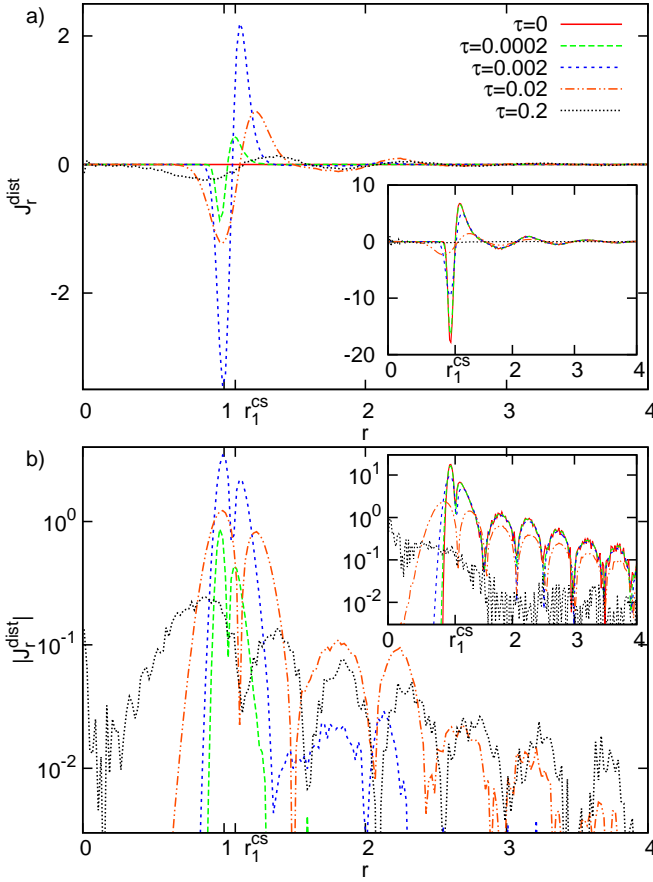 a)
2
0
-2
J_r^dist
τ=0
τ=0.0002
τ=0.002
τ=0.02
τ=0.2
10
0
-10
-20
0 r_1^cs 2 3 4
0 1 r_1^cs 2 3 4
r
b)
10^0
10^-1
10^-2
|J_r^dist|
10^1
10^0
10^-1
10^-2
0 r_1^cs 2 3 4
0 1 r_1^cs 2 3 4
r